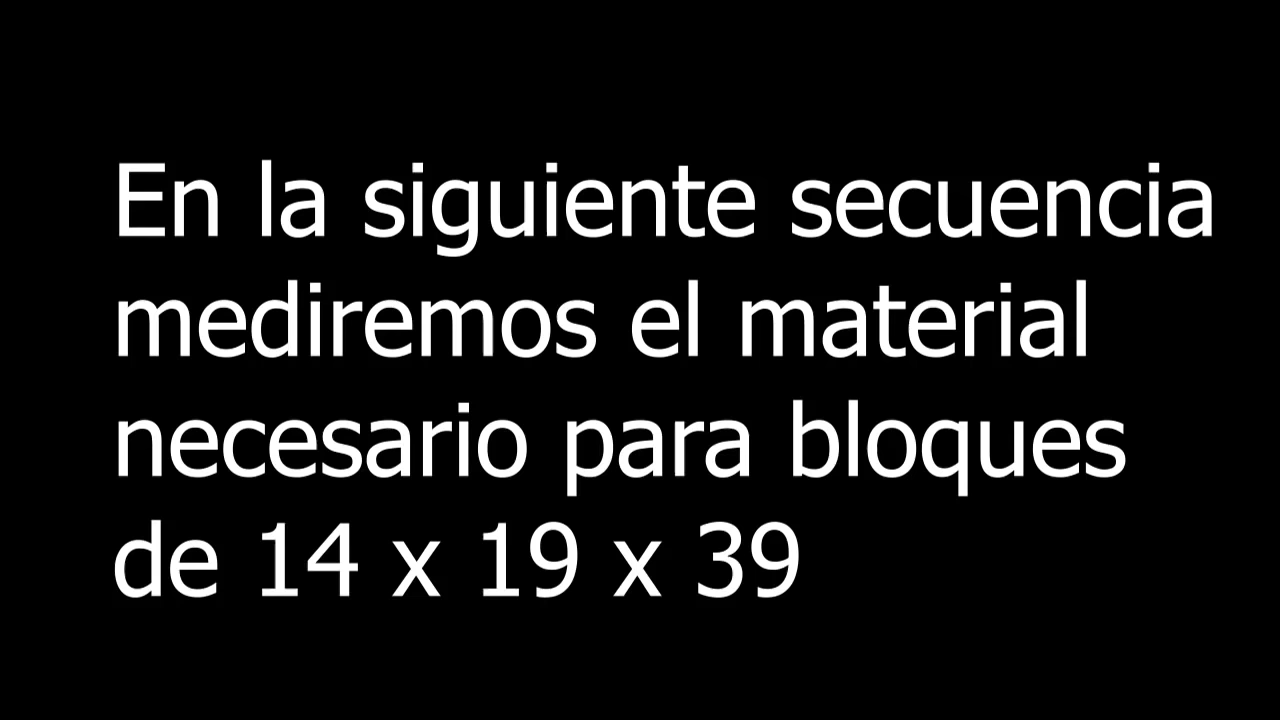 En la siguiente secuencia
mediremos el material
necesario para bloques
de 14 x 19 x 39